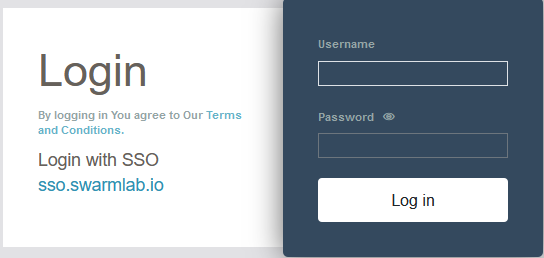 Login
By logging in You agree to Our Terms
and Conditions.
Login with SSO
sso.swarmlab.io
Username
Password
Log in